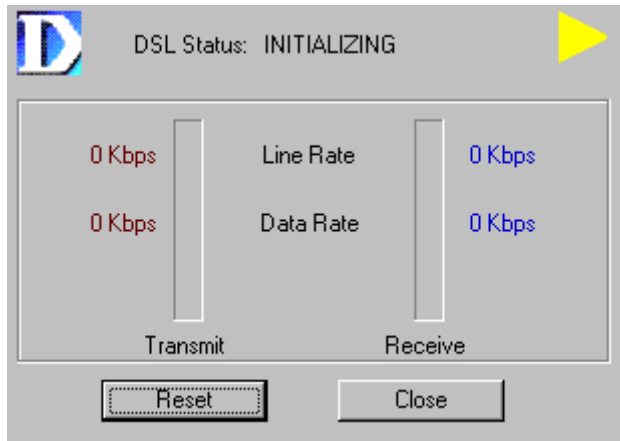 D
DSL Status: INITIALIZING
0 Kbps Line Rate 0 Kbps
0 Kbps Data Rate 0 Kbps
Transmit Receive
Reset Close